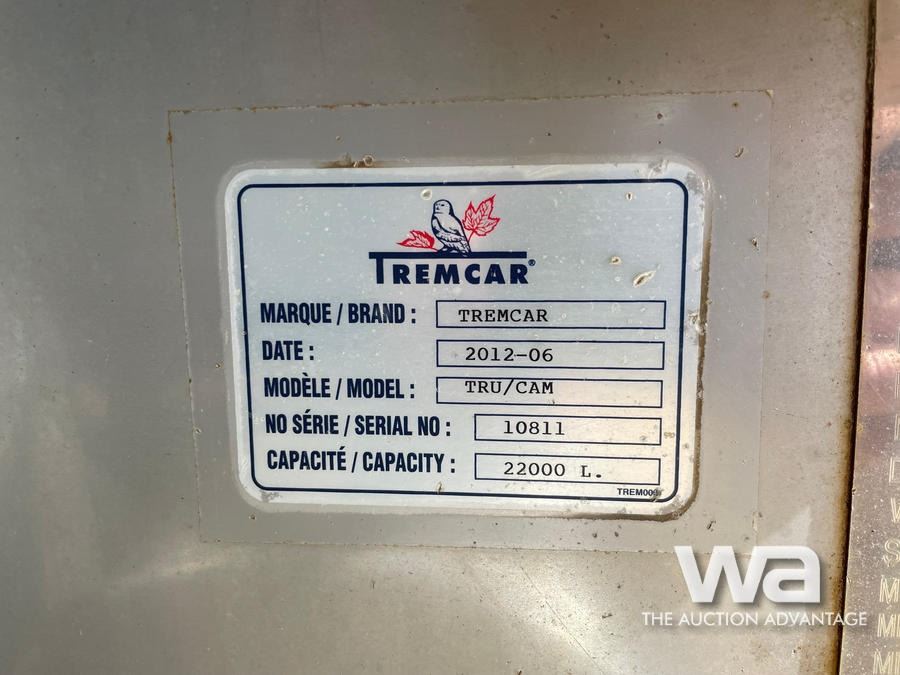 TREMCAR®
MARQUE / BRAND : TREMCAR
DATE : 2012-06
MODÈLE / MODEL : TRU/CAM
NO SÉRIE / SERIAL NO : 10811
CAPACITÉ / CAPACITY : 22000 L.
wa
THE AUCTION ADVANTAGE